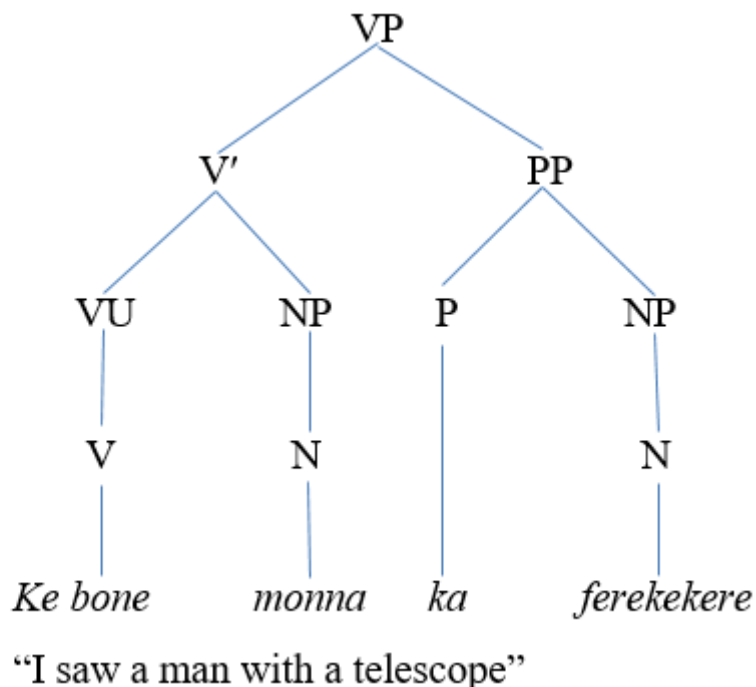 VP
V′ PP
VU NP P NP
V N N
Ke bone monna ka ferekekere
“I saw a man with a telescope”